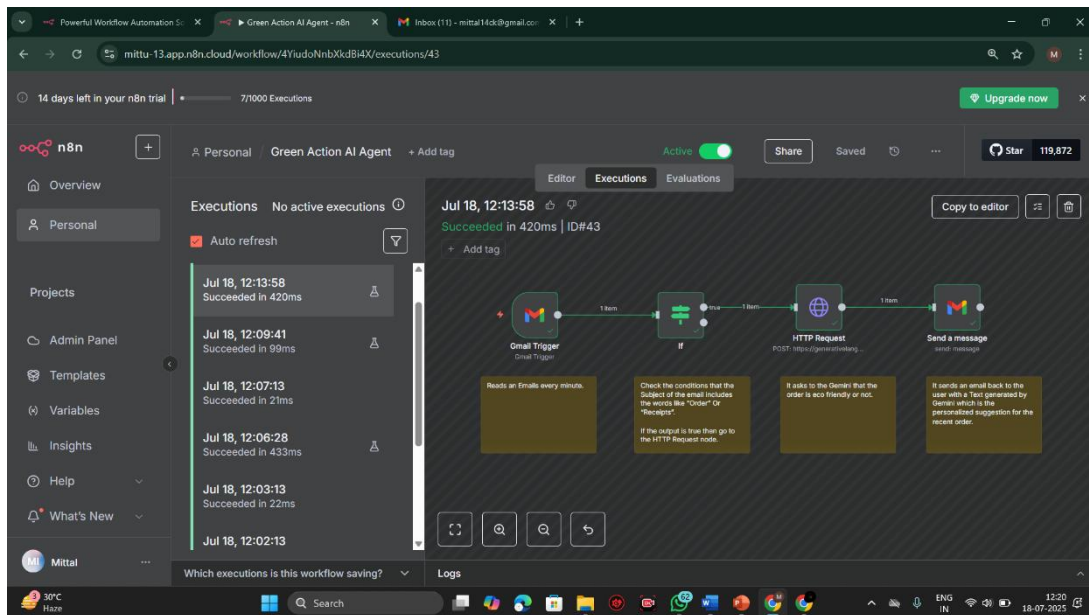 Powerful Workflow Automation So
Green Action AI Agent - n8n
Inbox (11) - mittal14ck@gmail.con
mittu-13.app.n8n.cloud/workflow/4YiudoNnbXkdBi4X/executions/43
M
14 days left in your n8n trial
7/1000 Executions
Upgrade now
n8n
Personal / Green Action AI Agent + Add tag
Active
Share
Saved
Star 119,872
Editor Executions Evaluations
Overview
Personal
Projects
Admin Panel
Templates
Variables
Insights
Help
What's New
MI
Mittal
Executions No active executions
Auto refresh
Jul 18, 12:13:58
Succeeded in 420ms
Jul 18, 12:09:41
Succeeded in 99ms
Jul 18, 12:07:13
Succeeded in 21ms
Jul 18, 12:06:28
Succeeded in 433ms
Jul 18, 12:03:13
Succeeded in 22ms
Jul 18, 12:02:13
Which executions is this workflow saving?
Jul 18, 12:13:58
Succeeded in 420ms | ID#43
+ Add tag
Copy to editor
1 item
true
1 item
1 item
Gmail Trigger
Gmail Trigger
If
HTTP Request
POST: https://generativelang...
Send a message
send: message
Reads an Emails every minute.
Check the conditions that the
Subject of the email includes
the words like "Order" Or
"Receipts".
If the output is true then go to
the HTTP Request node.
It asks to the Gemini that the
order is eco friendly or not.
It sends an email back to the
user with a Text generated by
Gemini which is the
personalized suggestion for the
recent order.
Logs
3
30°C
Haze
Search
62
ENG
IN
12:20
18-07-2025